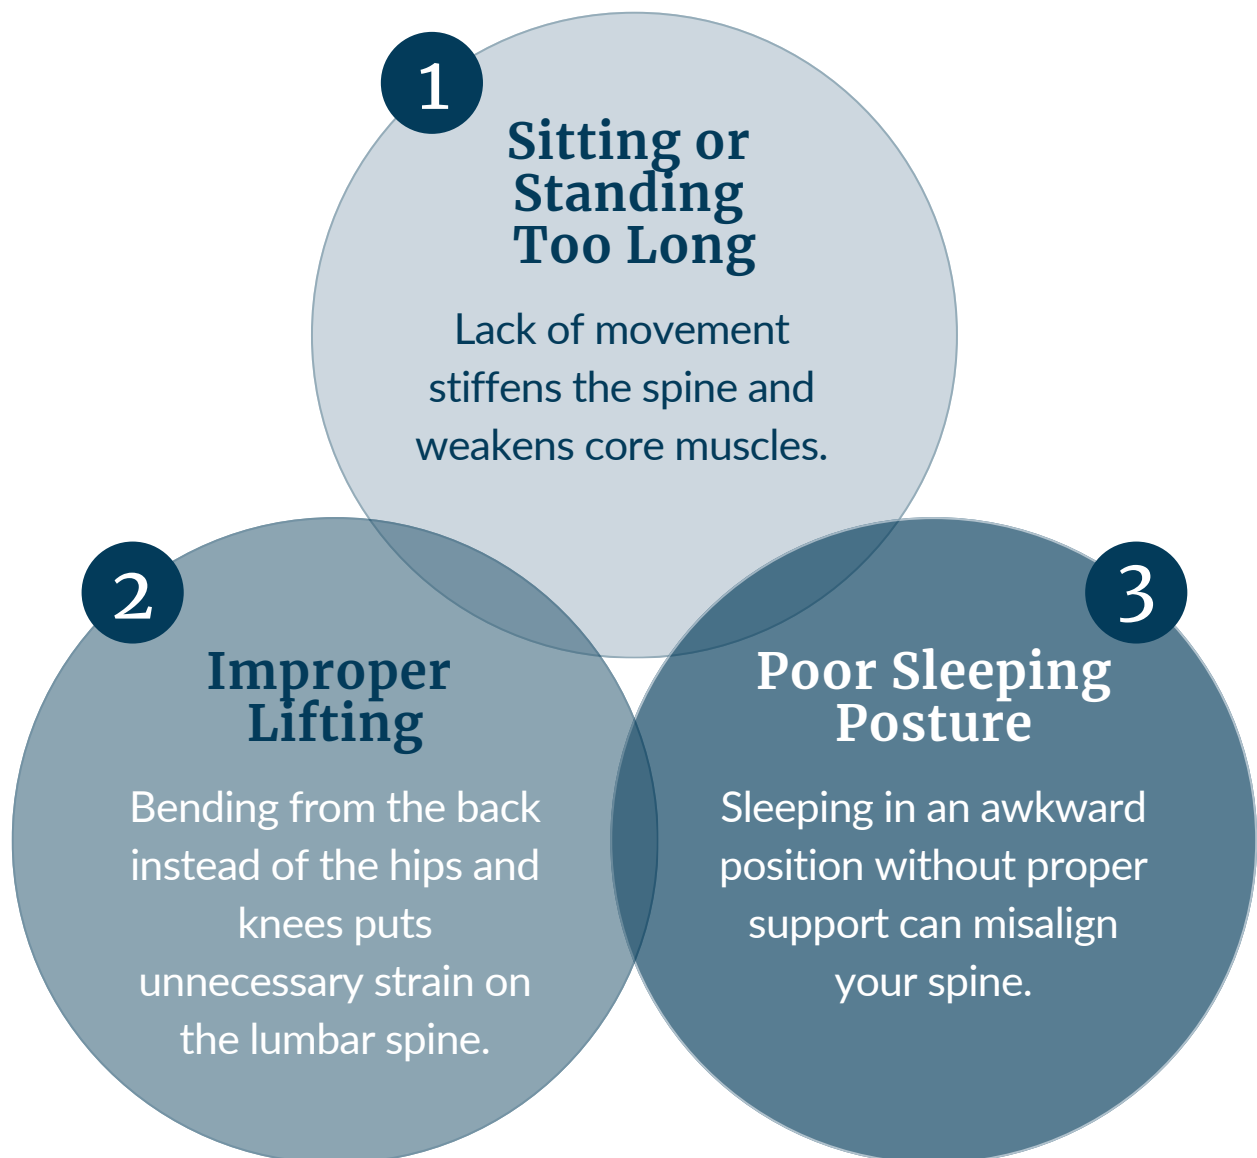 1
Sitting or
Standing
Too Long
Lack of movement
stiffens the spine and
weakens core muscles.
2
Improper
Lifting
Bending from the back
instead of the hips and
knees puts
unnecessary strain on
the lumbar spine.
3
Poor Sleeping
Posture
Sleeping in an awkward
position without proper
support can misalign
your spine.